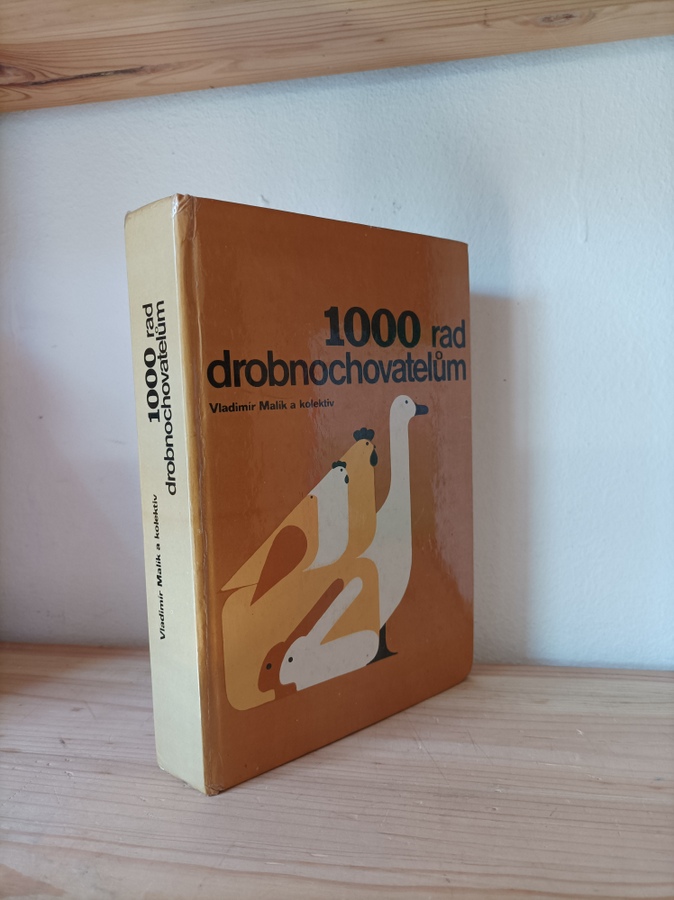 1000 rad
drobnochovatelům
Vladimír Malík a kolektiv
1000 rad
drobnochovatelům
Vladimír Malík a kolektiv